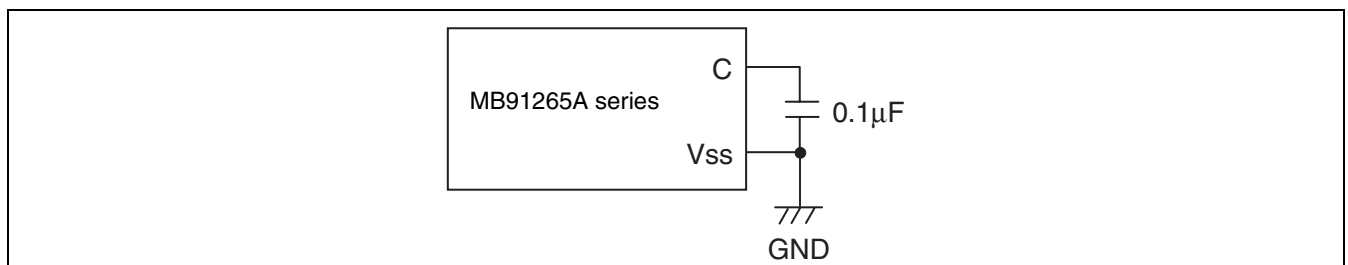 C
MB91265A series
0.1μF
Vss
GND